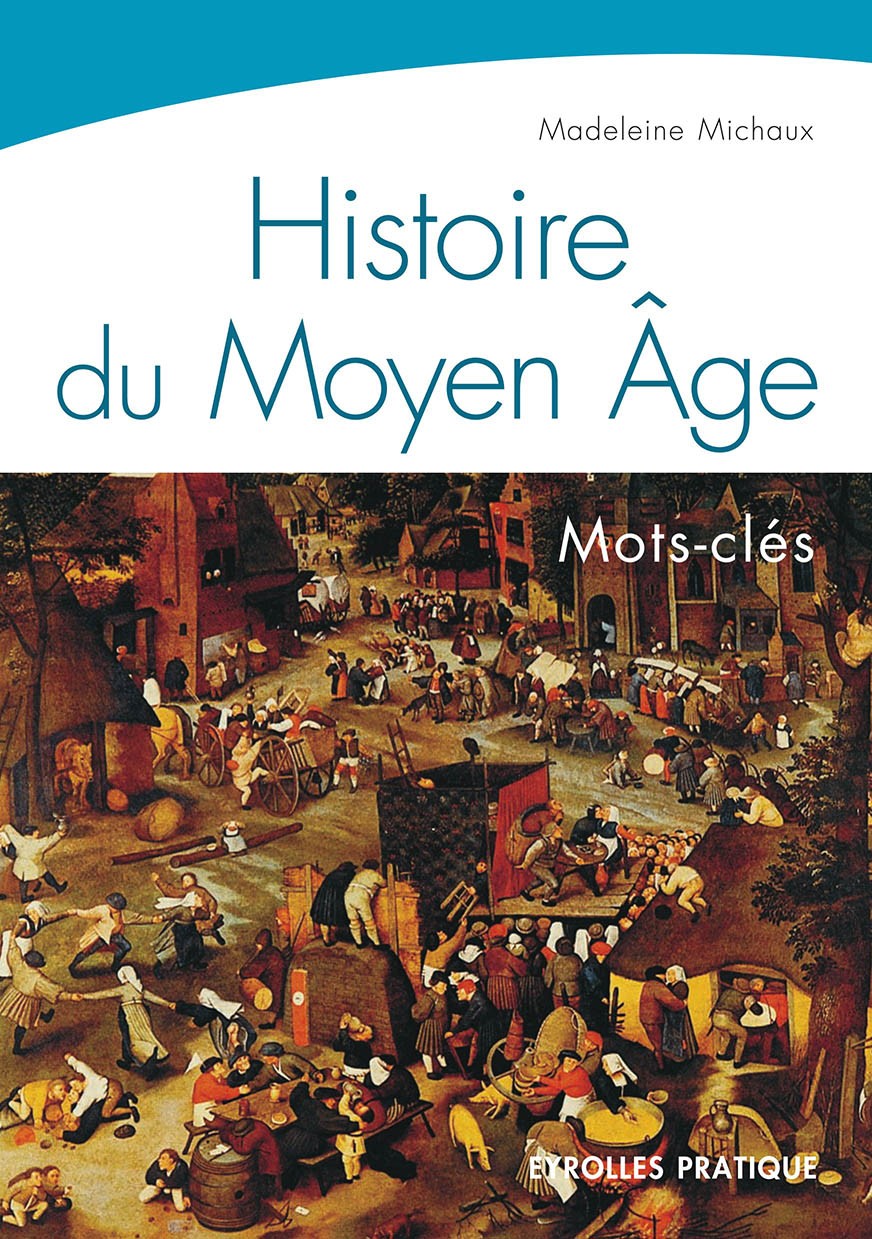 Madeleine Michaux
Histoire
du Moyen Âge
Mots-clés
EYROLLES PRATIQUE